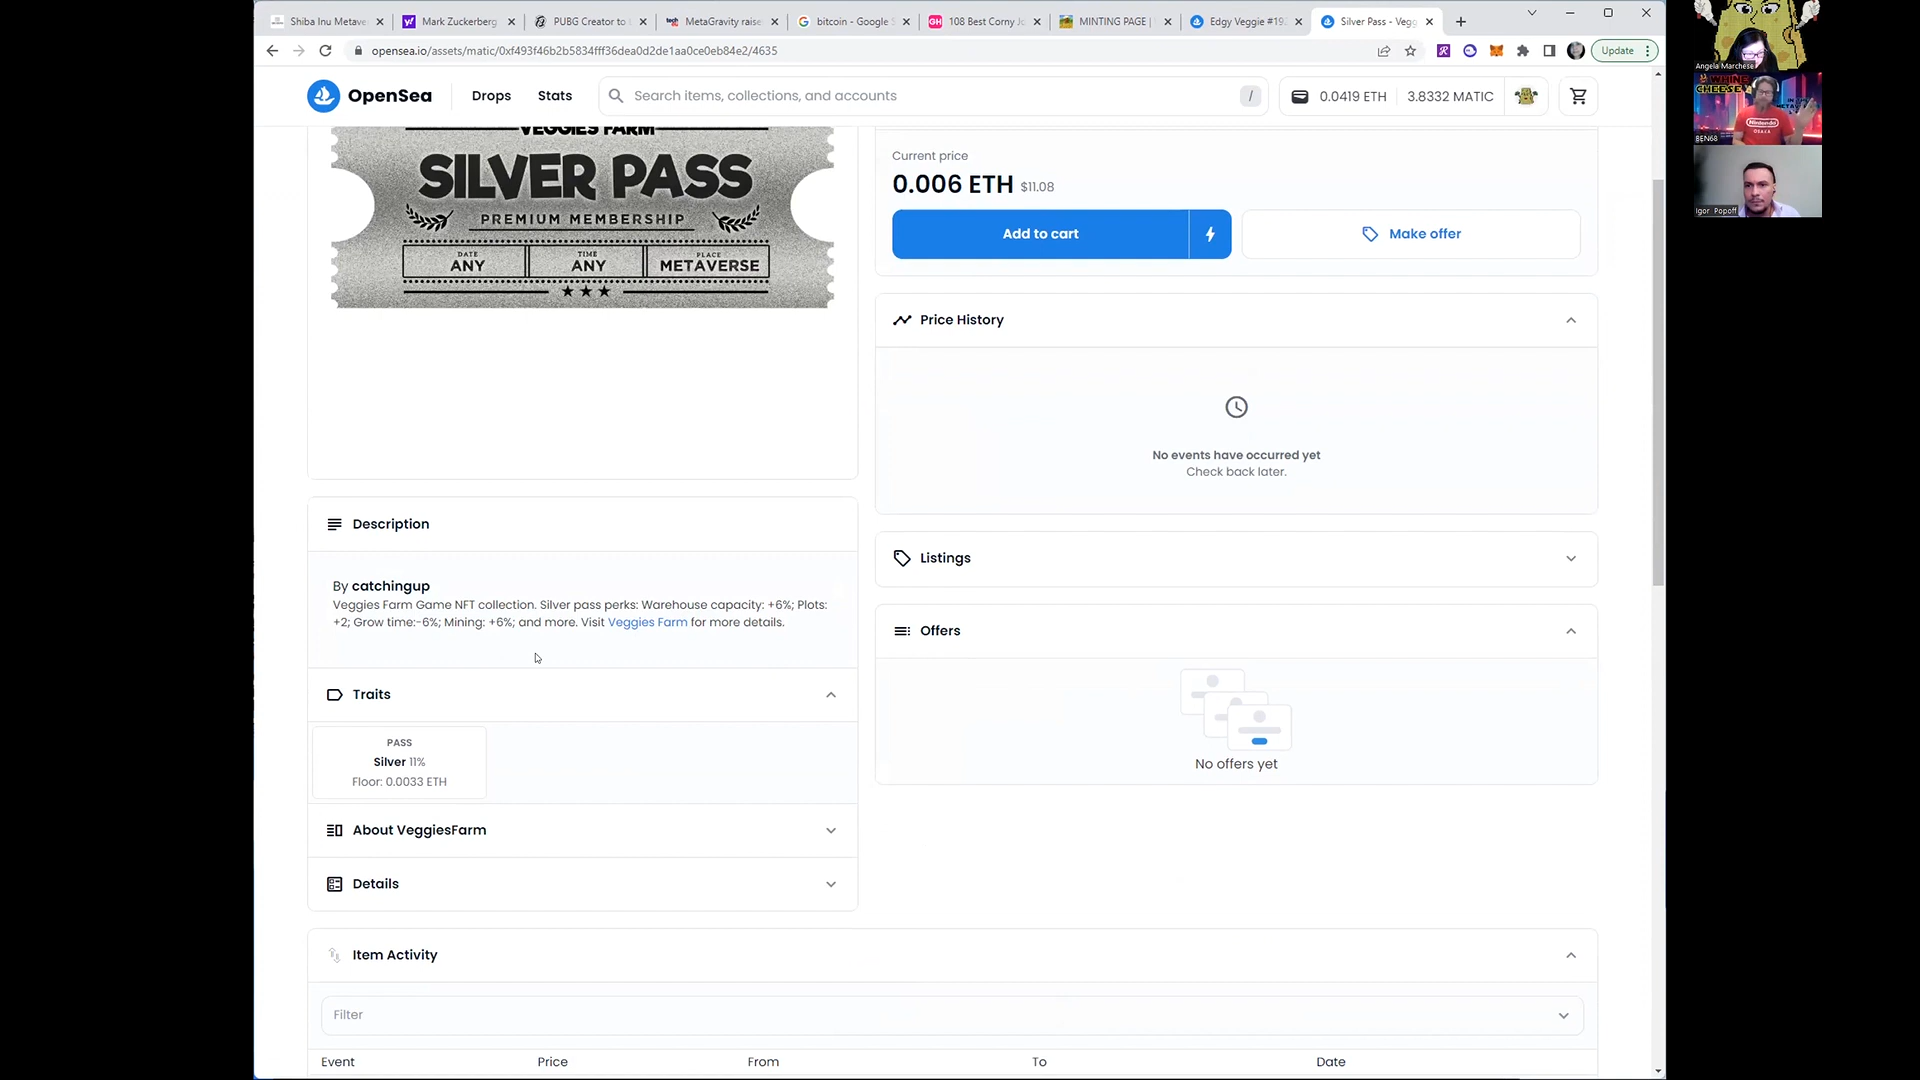 Shiba Inu Metaver
Mark Zuckerberg
PUBG Creator to L
MetaGravity raise
bitcoin - Google S
108 Best Corny Jo
MINTING PAGE |
Edgy Veggie #19
Silver Pass - Vegg
opensea.io/assets/matic/0xf493f46b2b5834fff36dea0d2de1aa0ce0eb84e2/4635
Update
OpenSea
Drops
Stats
Search items, collections, and accounts
/
0.0419 ETH
3.8332 MATIC
VEGGIES FARM
SILVER PASS
PREMIUM MEMBERSHIP
DATE
ANY
TIME
ANY
PLACE
METAVERSE
Current price
0.006 ETH $11.08
Add to cart
Make offer
Price History
No events have occurred yet
Check back later.
Listings
Offers
No offers yet
Description
By catchingup
Veggies Farm Game NFT collection. Silver pass perks: Warehouse capacity: +6%; Plots:
+2; Grow time:-6%; Mining: +6%; and more. Visit Veggies Farm for more details.
Traits
PASS
Silver 11%
Floor: 0.0033 ETH
About VeggiesFarm
Details
Item Activity
Filter
Event
Price
From
To
Date
Angela Marchese
WHINE
CHEESE
Nintendo
OSAKA
BEN68
Igor Popoff